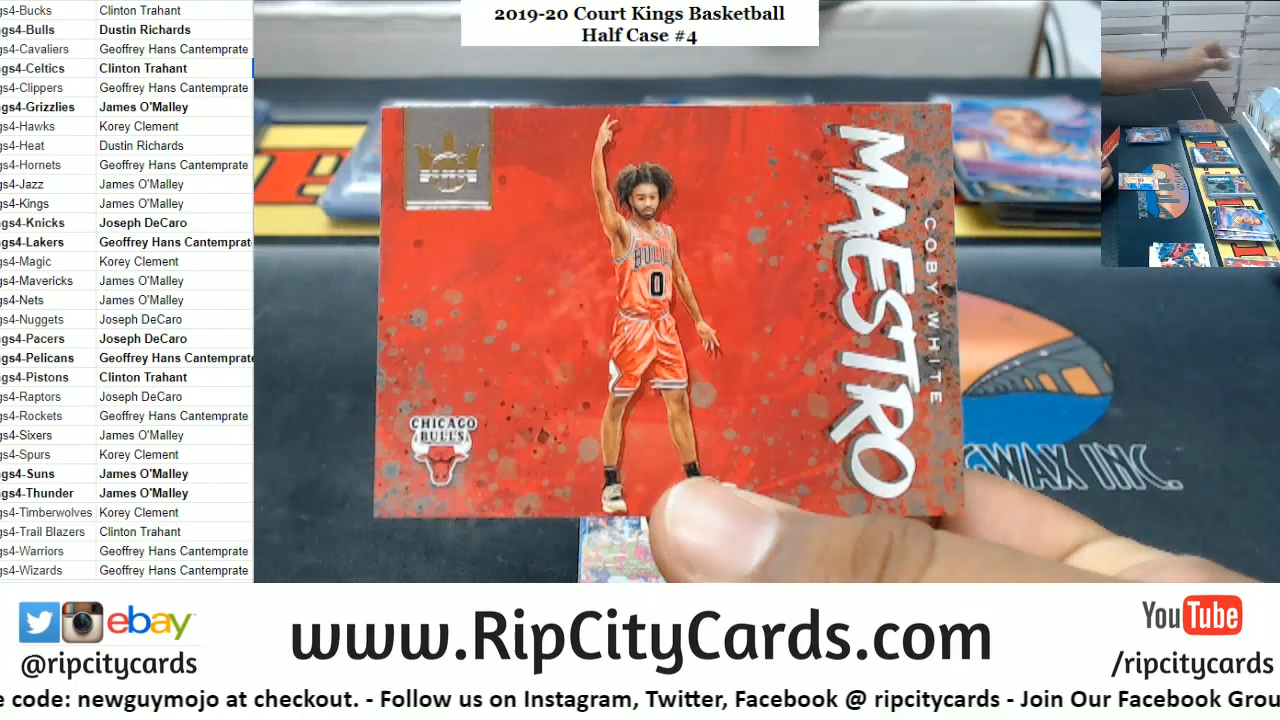 gs4-Bucks Clinton Trahant
gs4-Bulls Dustin Richards
gs4-Cavaliers Geoffrey Hans Cantemprate
gs4-Celtics Clinton Trahant
gs4-Clippers Geoffrey Hans Cantemprate
gs4-Grizzlies James O'Malley
gs4-Hawks Korey Clement
gs4-Heat Dustin Richards
gs4-Hornets Geoffrey Hans Cantemprate
gs4-Jazz James O'Malley
gs4-Kings James O'Malley
gs4-Knicks Joseph DeCaro
gs4-Lakers Geoffrey Hans Cantemprat
gs4-Magic Korey Clement
gs4-Mavericks James O'Malley
gs4-Nets James O'Malley
gs4-Nuggets Joseph DeCaro
gs4-Pacers Joseph DeCaro
gs4-Pelicans Geoffrey Hans Cantemprate
gs4-Pistons Clinton Trahant
gs4-Raptors Joseph DeCaro
gs4-Rockets Geoffrey Hans Cantemprate
gs4-Sixers James O'Malley
gs4-Spurs Korey Clement
gs4-Suns James O'Malley
gs4-Thunder James O'Malley
gs4-Timberwolves Korey Clement
gs4-Trail Blazers Clinton Trahant
gs4-Warriors Geoffrey Hans Cantemprate
gs4-Wizards Geoffrey Hans Cantemprate
2019-20 Court Kings Basketball
Half Case #4
MAESTRO
COBY WHITE
BULLS
0
CHICAGO
BULLS
GWAX INC.
ebay
@ripcitycards
www.RipCityCards.com
YouTube
/ripcitycards
e code: newguymojo at checkout. - Follow us on Instagram, Twitter, Facebook @ ripcitycards - Join Our Facebook Grou